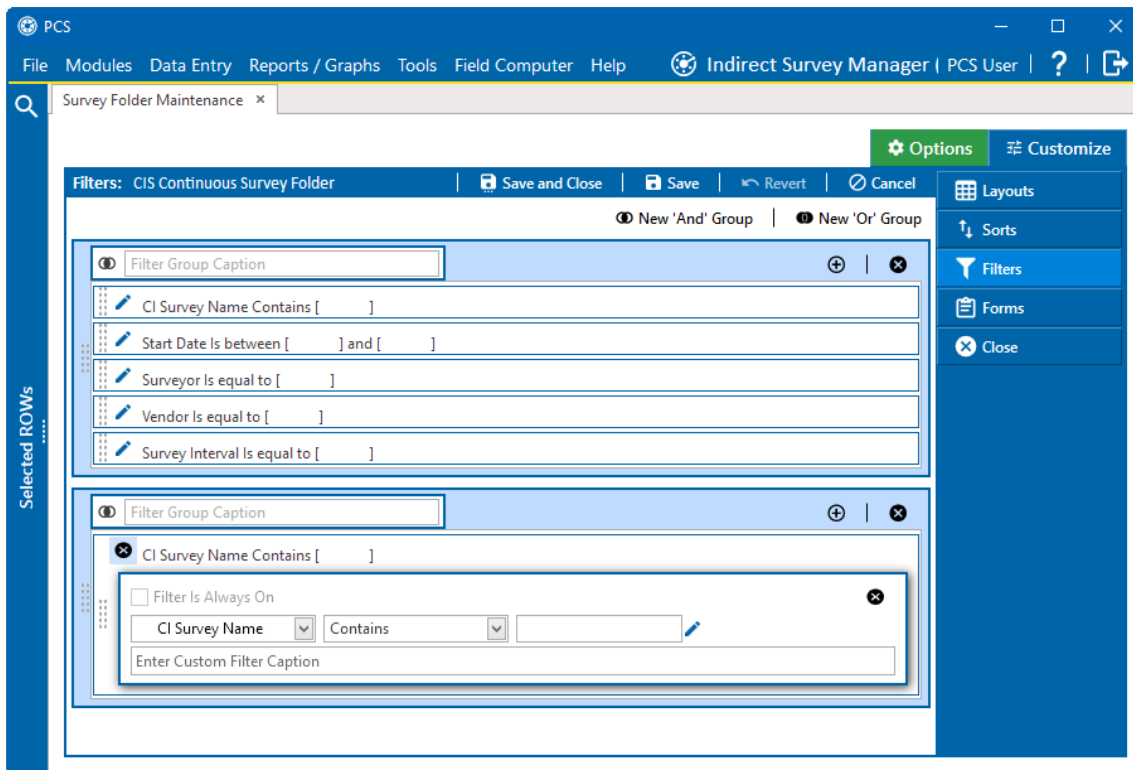 PCS
File Modules Data Entry Reports / Graphs Tools Field Computer Help Indirect Survey Manager ( PCS User | ? |
Survey Folder Maintenance ×
Options Customize
Filters: CIS Continuous Survey Folder | Save and Close | Save | Revert | Cancel
Layouts
New 'And' Group | New 'Or' Group
Sorts
Filter Group Caption
Filters
CI Survey Name Contains [ ]
Forms
Start Date Is between [ ] and [ ]
Close
Surveyor Is equal to [ ]
Vendor Is equal to [ ]
Survey Interval Is equal to [ ]
Selected ROWs
Filter Group Caption
CI Survey Name Contains [ ]
Filter Is Always On
CI Survey Name Contains
Enter Custom Filter Caption